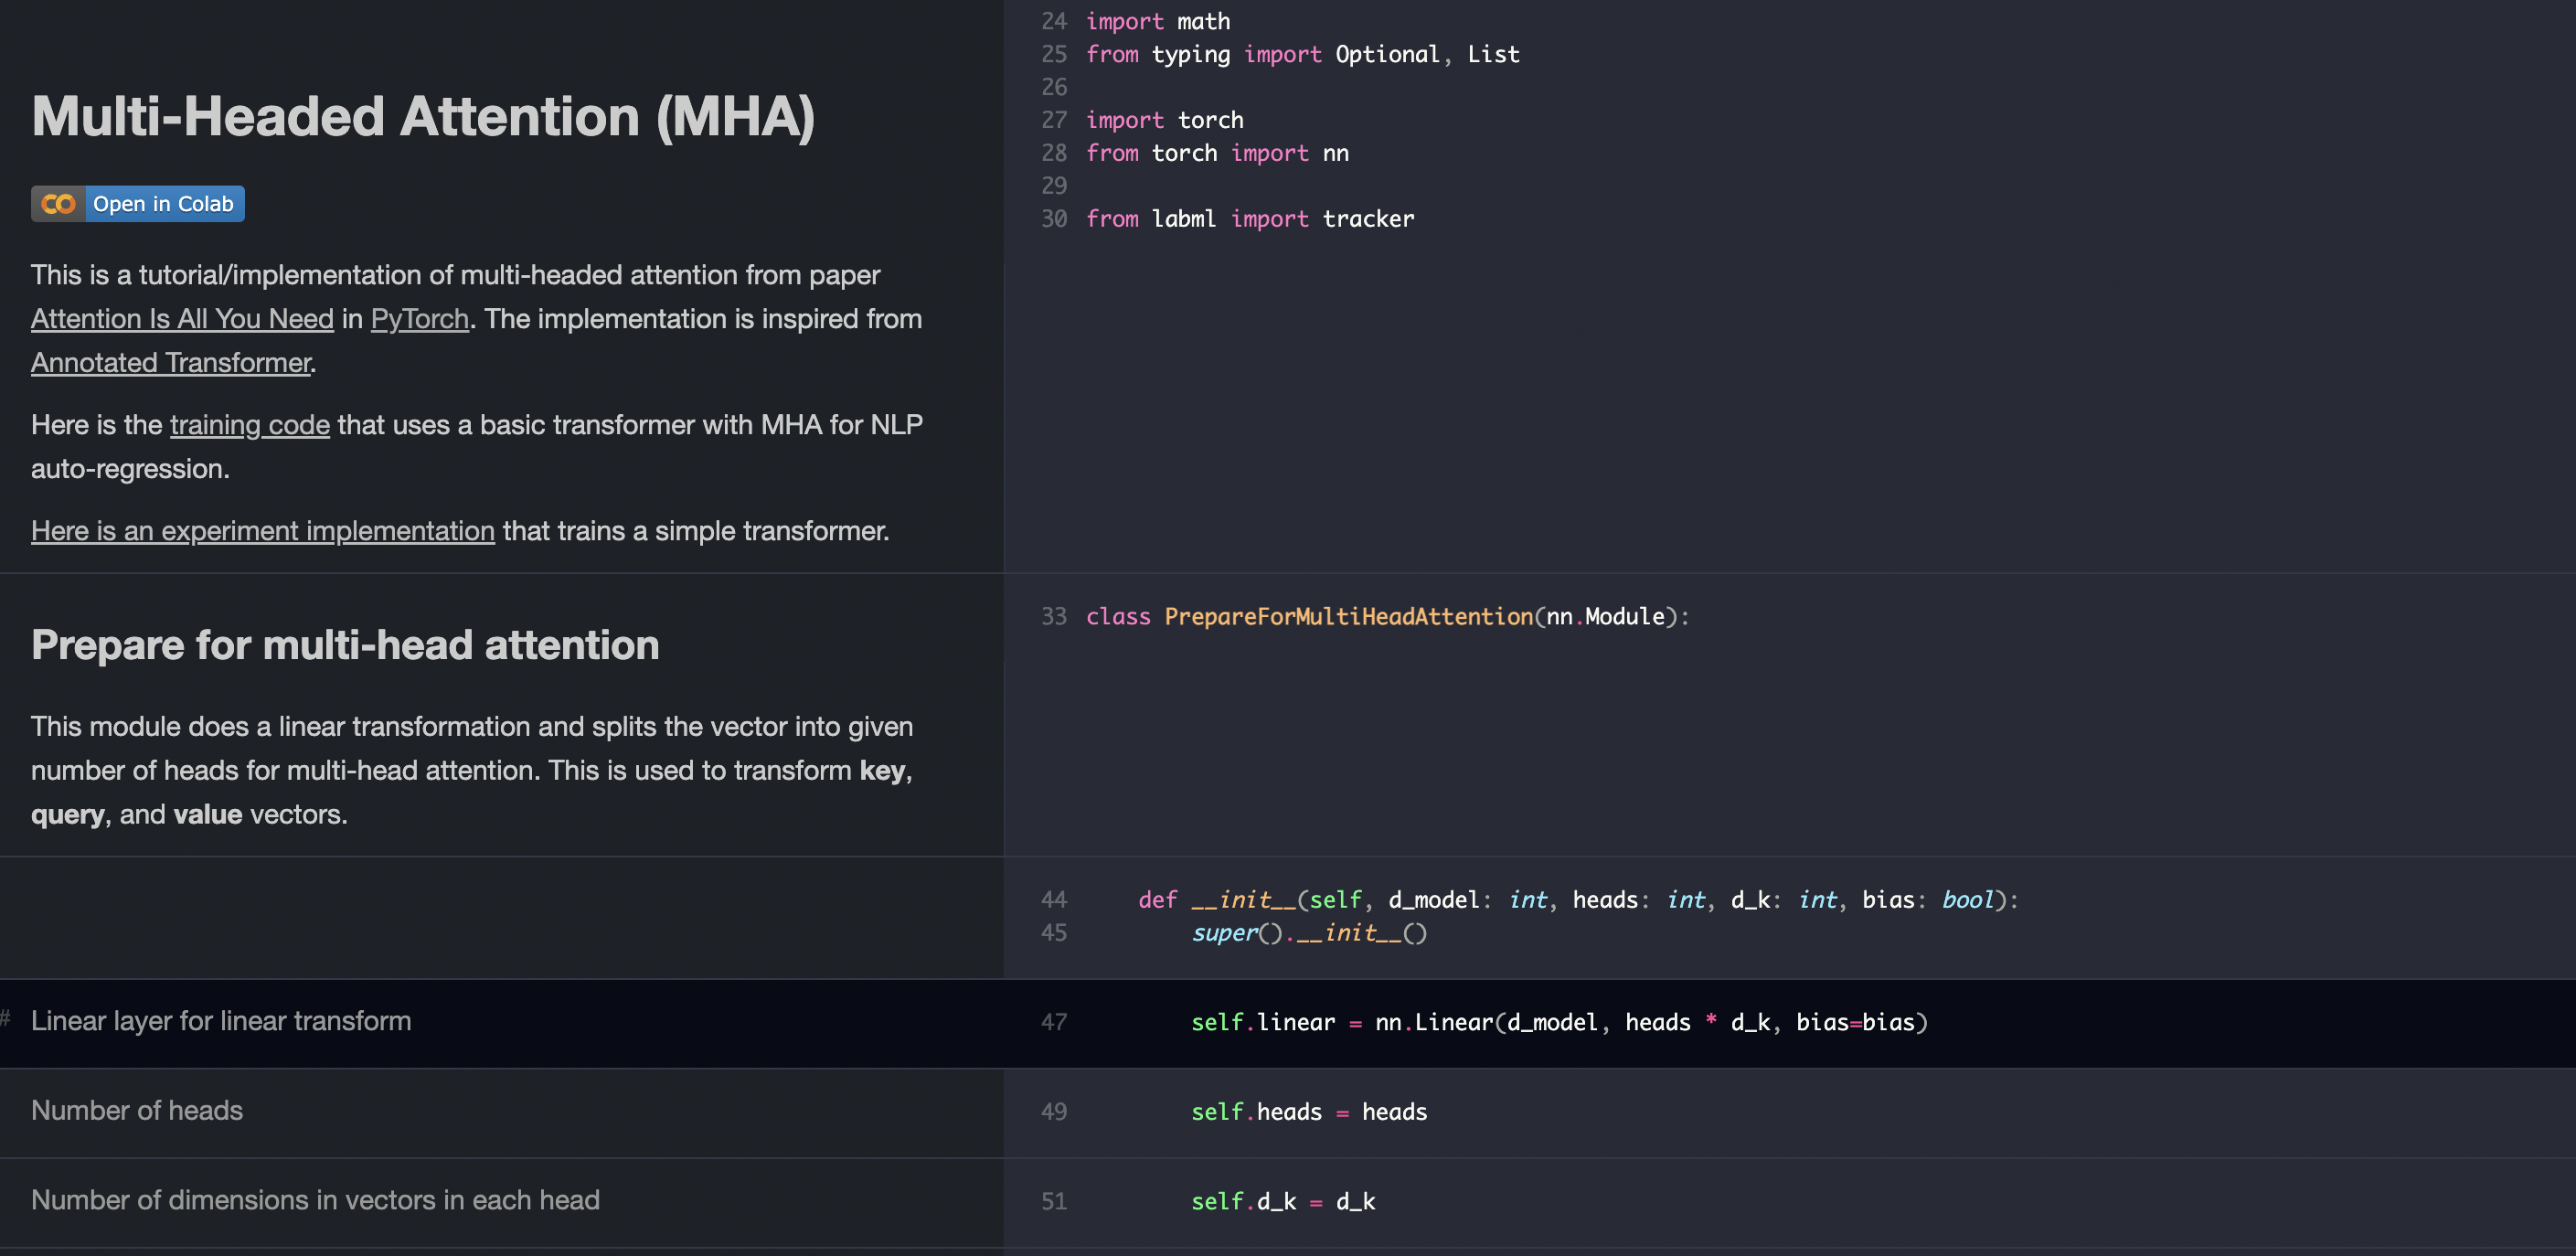 Multi-Headed Attention (MHA)
Open in Colab
This is a tutorial/implementation of multi-headed attention from paper
Attention Is All You Need in PyTorch. The implementation is inspired from
Annotated Transformer.
Here is the training code that uses a basic transformer with MHA for NLP
auto-regression.
Here is an experiment implementation that trains a simple transformer.
24 import math
25 from typing import Optional, List
26
27 import torch
28 from torch import nn
29
30 from labml import tracker
Prepare for multi-head attention
This module does a linear transformation and splits the vector into given
number of heads for multi-head attention. This is used to transform key,
query, and value vectors.
33 class PrepareForMultiHeadAttention(nn.Module):
44     def __init__(self, d_model: int, heads: int, d_k: int, bias: bool):
45         super().__init__()
# Linear layer for linear transform
47         self.linear = nn.Linear(d_model, heads * d_k, bias=bias)
Number of heads
49         self.heads = heads
Number of dimensions in vectors in each head
51         self.d_k = d_k